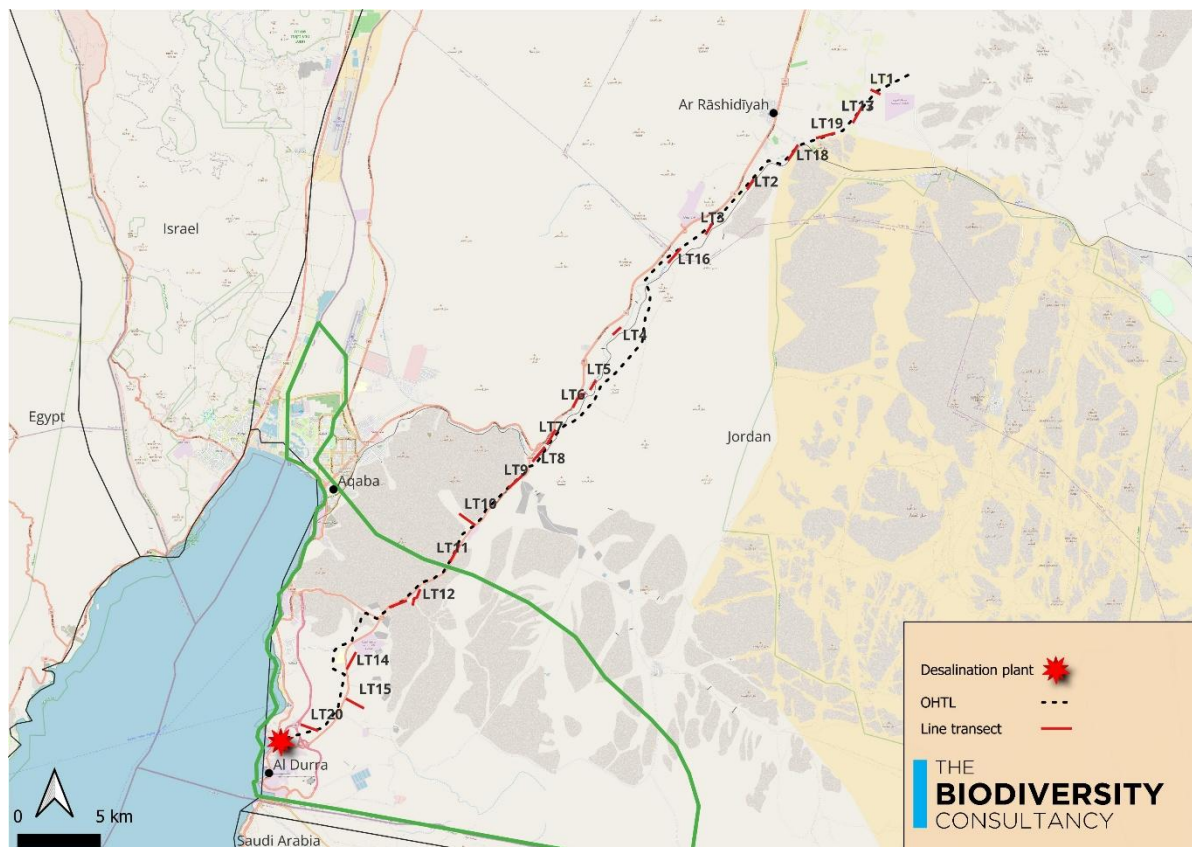 LT1
Ar Rāshidīyah
LT13
LT19
LT18
LT2
Israel
LT3
LT16
LT4
LT5
LT6
Egypt
LT7
Jordan
LT8
LT9
Aqaba
LT10
LT11
LT12
LT14
LT15
LT20
Al Durra
0 5 km
Saudi Arabia
Desalination plant
OHTL
Line transect
THE
BIODIVERSITY
CONSULTANCY